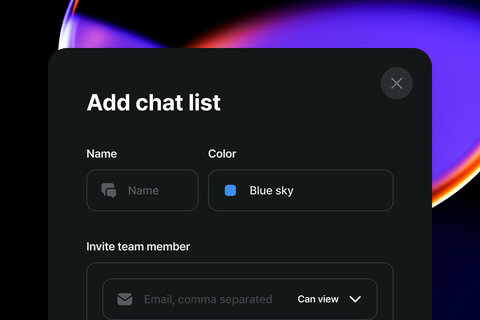 Add chat list
Name Color
Name Blue sky
Invite team member
Email, comma separated Can view